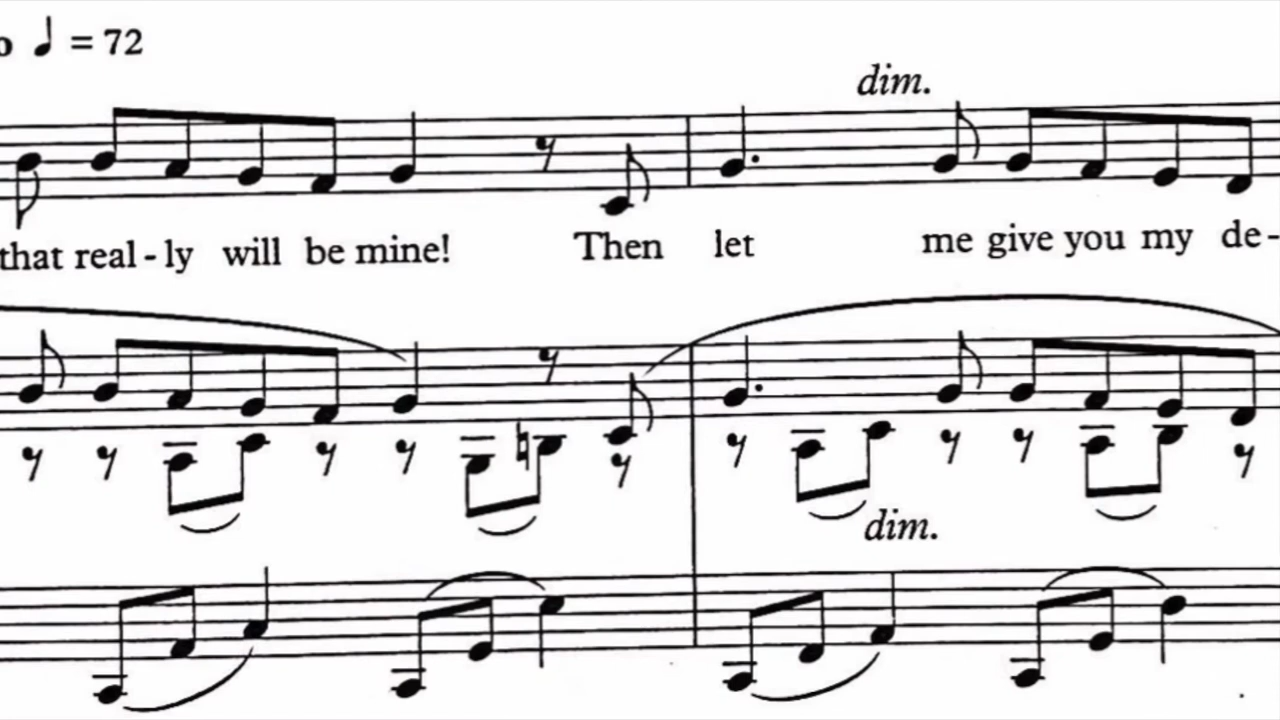 o ♩ = 72
dim.
that real - ly will be mine! Then let me give you my de -
dim.